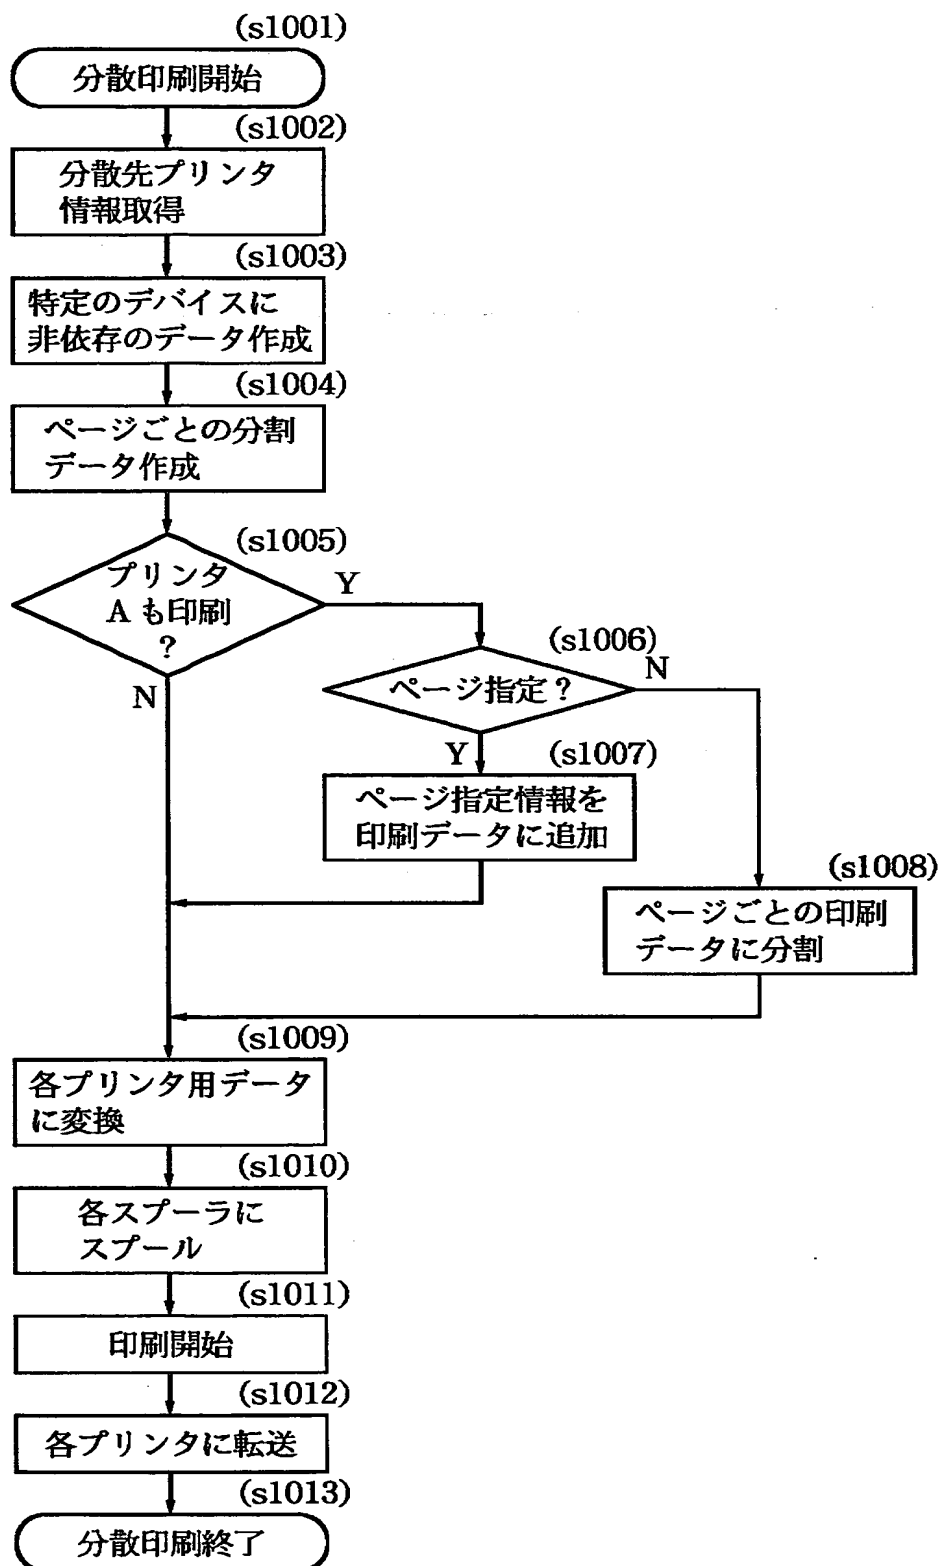 (s1001)
分散印刷開始
(s1002)
分散先プリンタ
情報取得
(s1003)
特定のデバイスに
非依存のデータ作成
(s1004)
ページごとの分割
データ作成
(s1005)
プリンタ
A も印刷
?
Y
N
(s1006)
ページ指定?
N
Y
(s1007)
ページ指定情報を
印刷データに追加
(s1008)
ページごとの印刷
データに分割
(s1009)
各プリンタ用データ
に変換
(s1010)
各スプーラに
スプール
(s1011)
印刷開始
(s1012)
各プリンタに転送
(s1013)
分散印刷終了